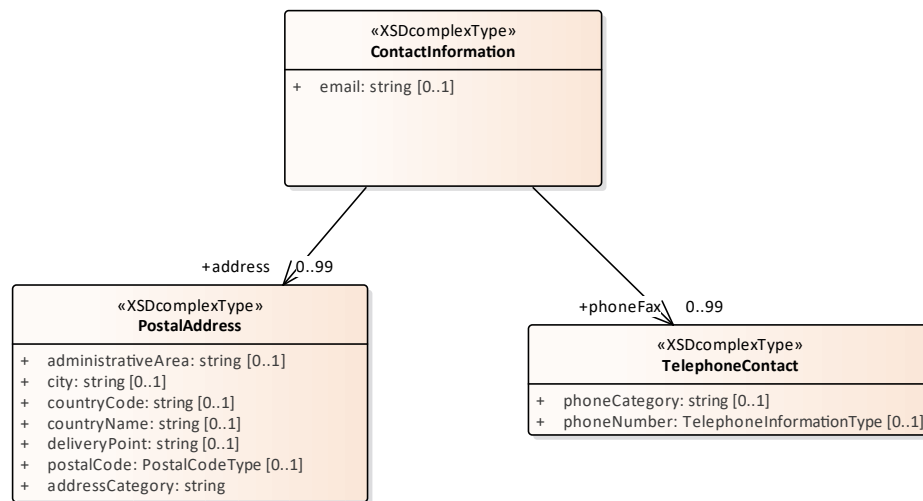 «XSDcomplexType»
ContactInformation
+ email: string [0..1]
+address 0..99
+phoneFax 0..99
«XSDcomplexType»
PostalAddress
+ administrativeArea: string [0..1]
+ city: string [0..1]
+ countryCode: string [0..1]
+ countryName: string [0..1]
+ deliveryPoint: string [0..1]
+ postalCode: PostalCodeType [0..1]
+ addressCategory: string
«XSDcomplexType»
TelephoneContact
+ phoneCategory: string [0..1]
+ phoneNumber: TelephoneInformationType [0..1]